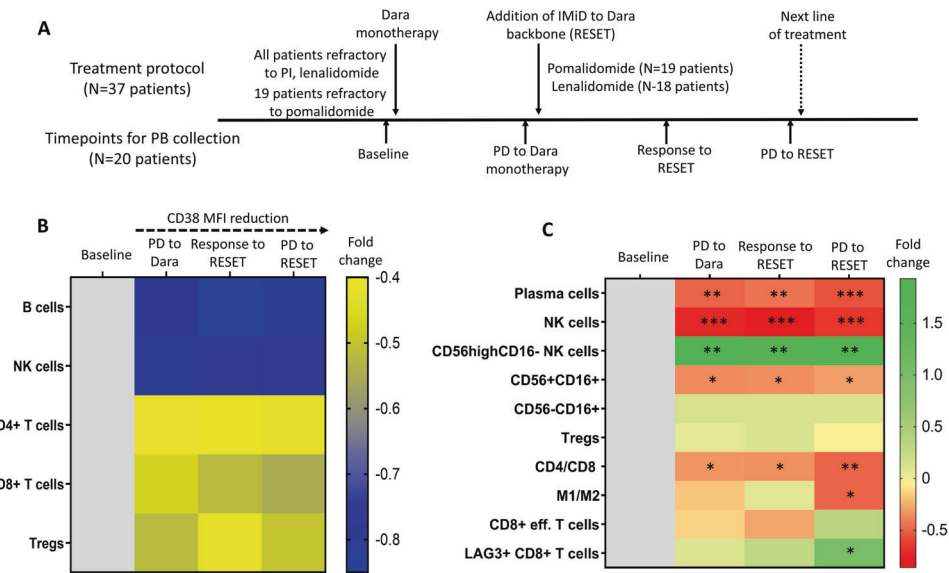 A
Treatment protocol
(N=37 patients)
Dara
monotherapy
All patients refractory
to PI, lenalidomide
19 patients refractory
to pomalidomide
Addition of IMiD to Dara
backbone (RESET)
Pomalidomide (N=19 patients)
Lenalidomide (N-18 patients)
Next line
of treatment
Timepoints for PB collection
(N=20 patients)
Baseline
PD to Dara
monotherapy
Response to
RESET
PD to RESET
B
CD38 MFI reduction
Baseline
PD to
Dara
Response to
RESET
PD to
RESET
Fold
change
B cells
NK cells
D4+ T cells
D8+ T cells
Tregs
-0.4
-0.5
-0.6
-0.7
-0.8
C
Baseline
PD to
Dara
Response to
RESET
PD to
RESET
Fold
change
Plasma cells ** ** ***
NK cells *** *** ***
CD56highCD16- NK cells ** ** **
CD56+CD16+ * * *
CD56-CD16+
Tregs
CD4/CD8 * * **
M1/M2 *
CD8+ eff. T cells
LAG3+ CD8+ T cells *
1.5
1.0
0.5
0
-0.5